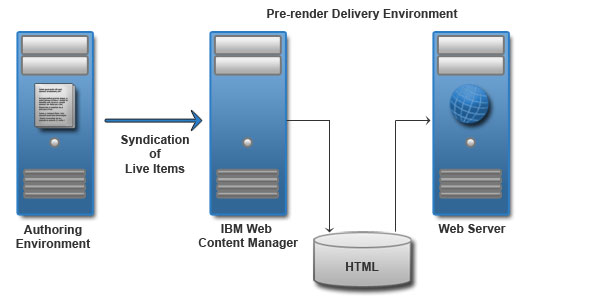 Pre-render Delivery Environment
Syndication
of
Live Items
Authoring
Environment
IBM Web
Content Manager
HTML
Web Server